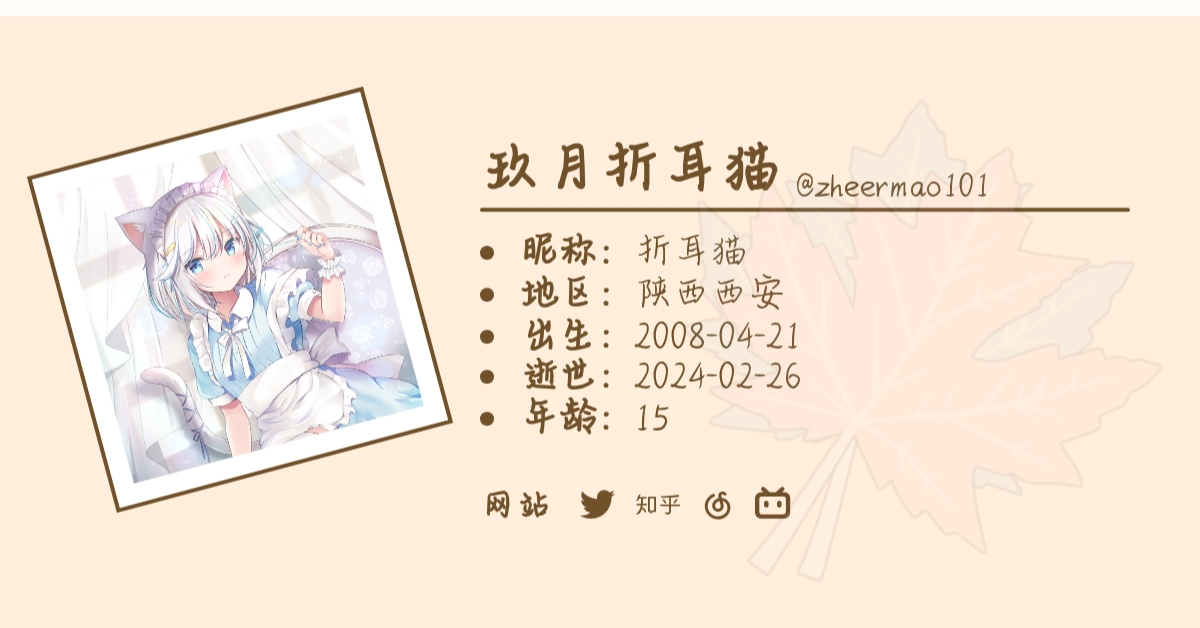 玖月折耳猫 @zheermao101
昵称：折耳猫
地区：陕西西安
出生：2008-04-21
逝世：2024-02-26
年龄：15
网站 知乎